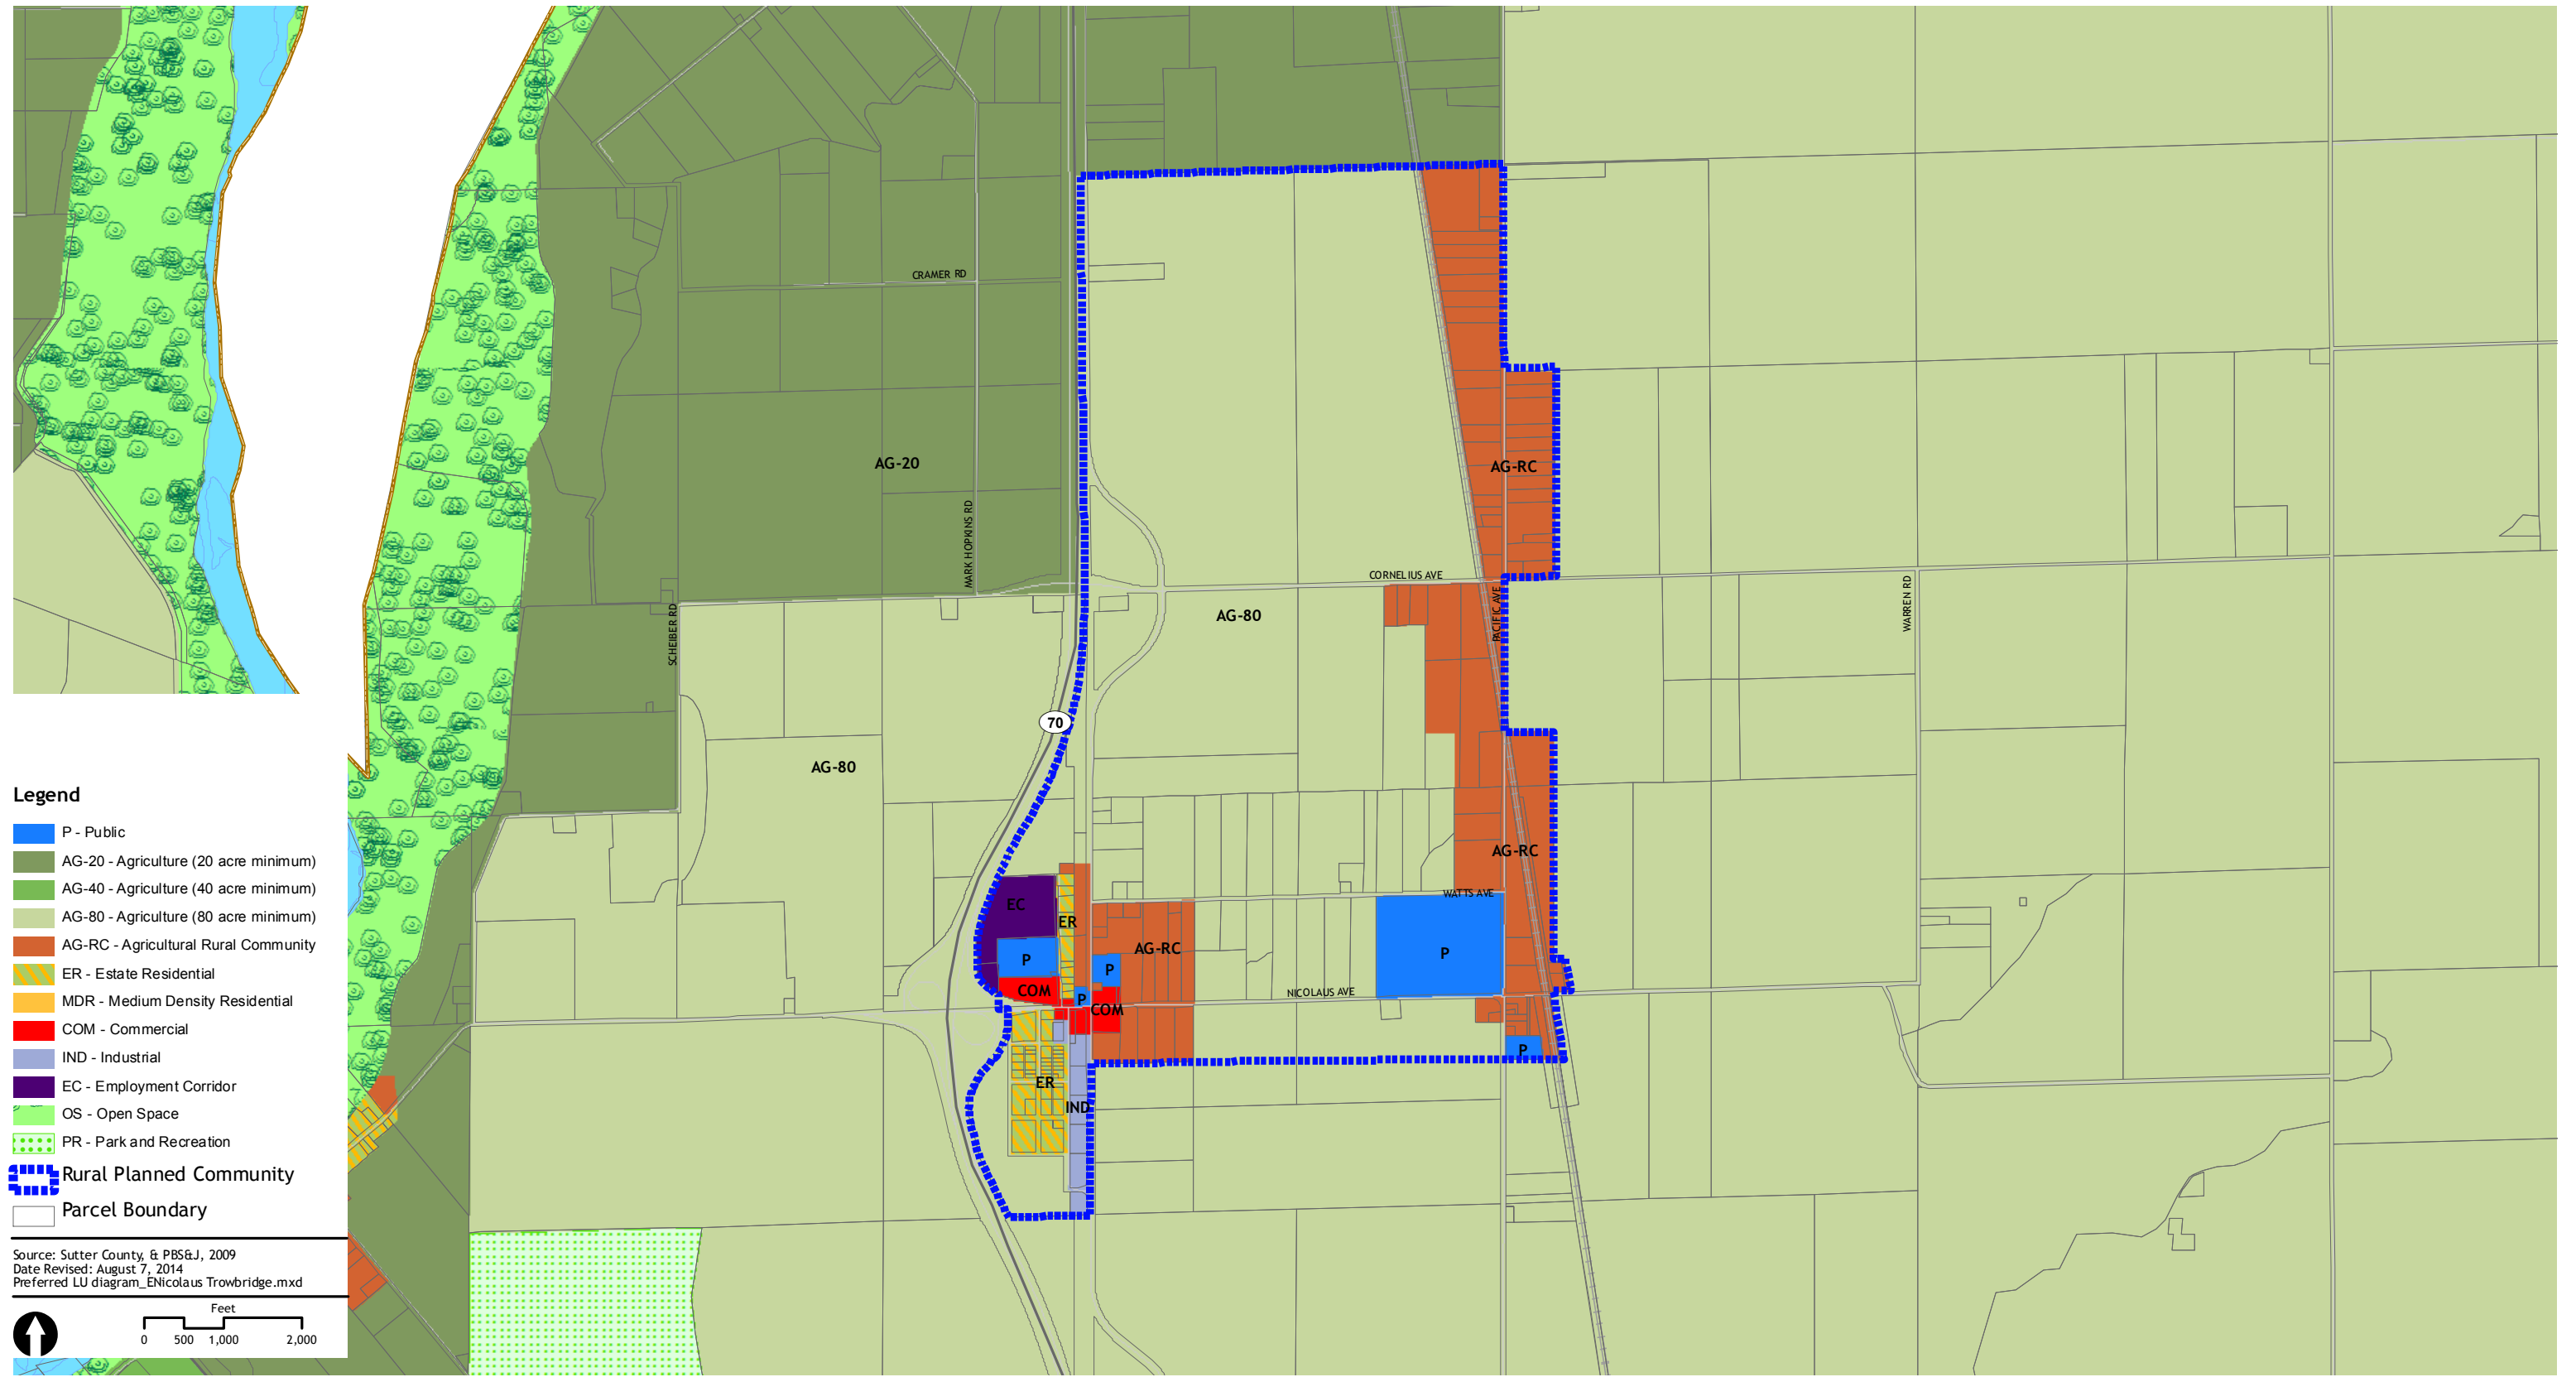 CRAMER RD
AG-20
MARK HOPKINS RD
AG-RC
CORNELIUS AVE
PACIFIC AVE
WARREN RD
SCHEIBER RD
AG-80
70
AG-80
AG-RC
WATTS AVE
EC
ER
AG-RC
P
P
P
COM
P
NICOLAUS AVE
COM
P
ER
IND
Legend
P - Public
AG-20 - Agriculture (20 acre minimum)
AG-40 - Agriculture (40 acre minimum)
AG-80 - Agriculture (80 acre minimum)
AG-RC - Agricultural Rural Community
ER - Estate Residential
MDR - Medium Density Residential
COM - Commercial
IND - Industrial
EC - Employment Corridor
OS - Open Space
PR - Park and Recreation
Rural Planned Community
Parcel Boundary
Source: Sutter County, & PBS&J, 2009
Date Revised: August 7, 2014
Preferred LU diagram_ENicolaus Trowbridge.mxd
Feet
0 500 1,000 2,000